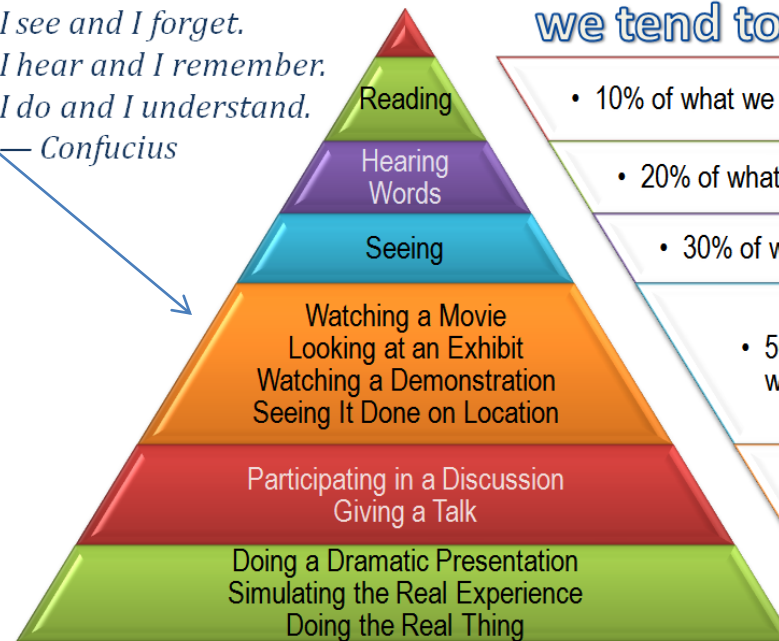 I see and I forget.
I hear and I remember.
I do and I understand.
— Confucius
we tend to
Reading
Hearing
Words
Seeing
Watching a Movie
Looking at an Exhibit
Watching a Demonstration
Seeing It Done on Location
Participating in a Discussion
Giving a Talk
Doing a Dramatic Presentation
Simulating the Real Experience
Doing the Real Thing
• 10% of what we
• 20% of what
• 30% of
• 5